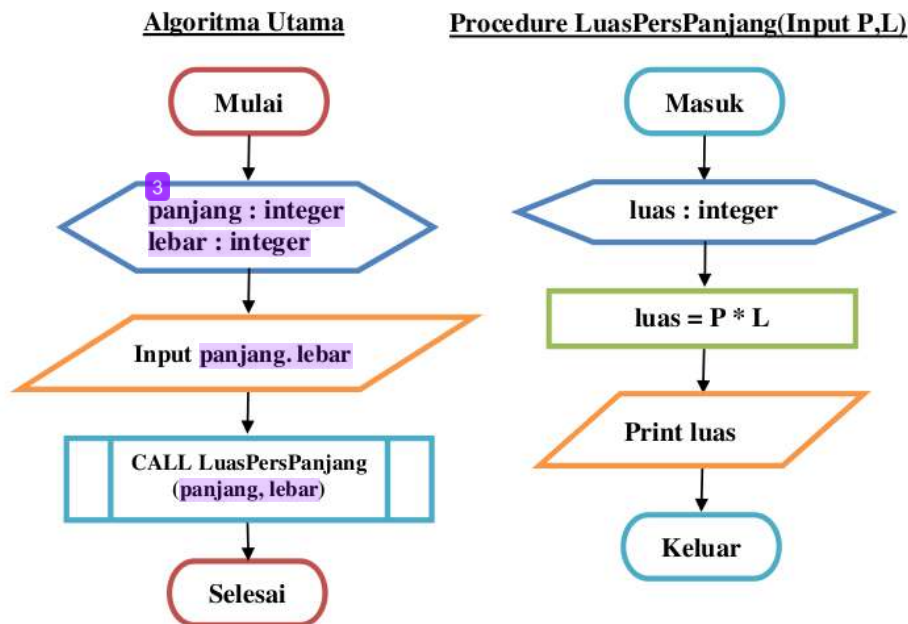 Algoritma Utama
Mulai
3
panjang : integer
lebar : integer
Input panjang. lebar
CALL LuasPersPanjang
(panjang, lebar)
Selesai
Procedure LuasPersPanjang(Input P,L)
Masuk
luas : integer
luas = P * L
Print luas
Keluar